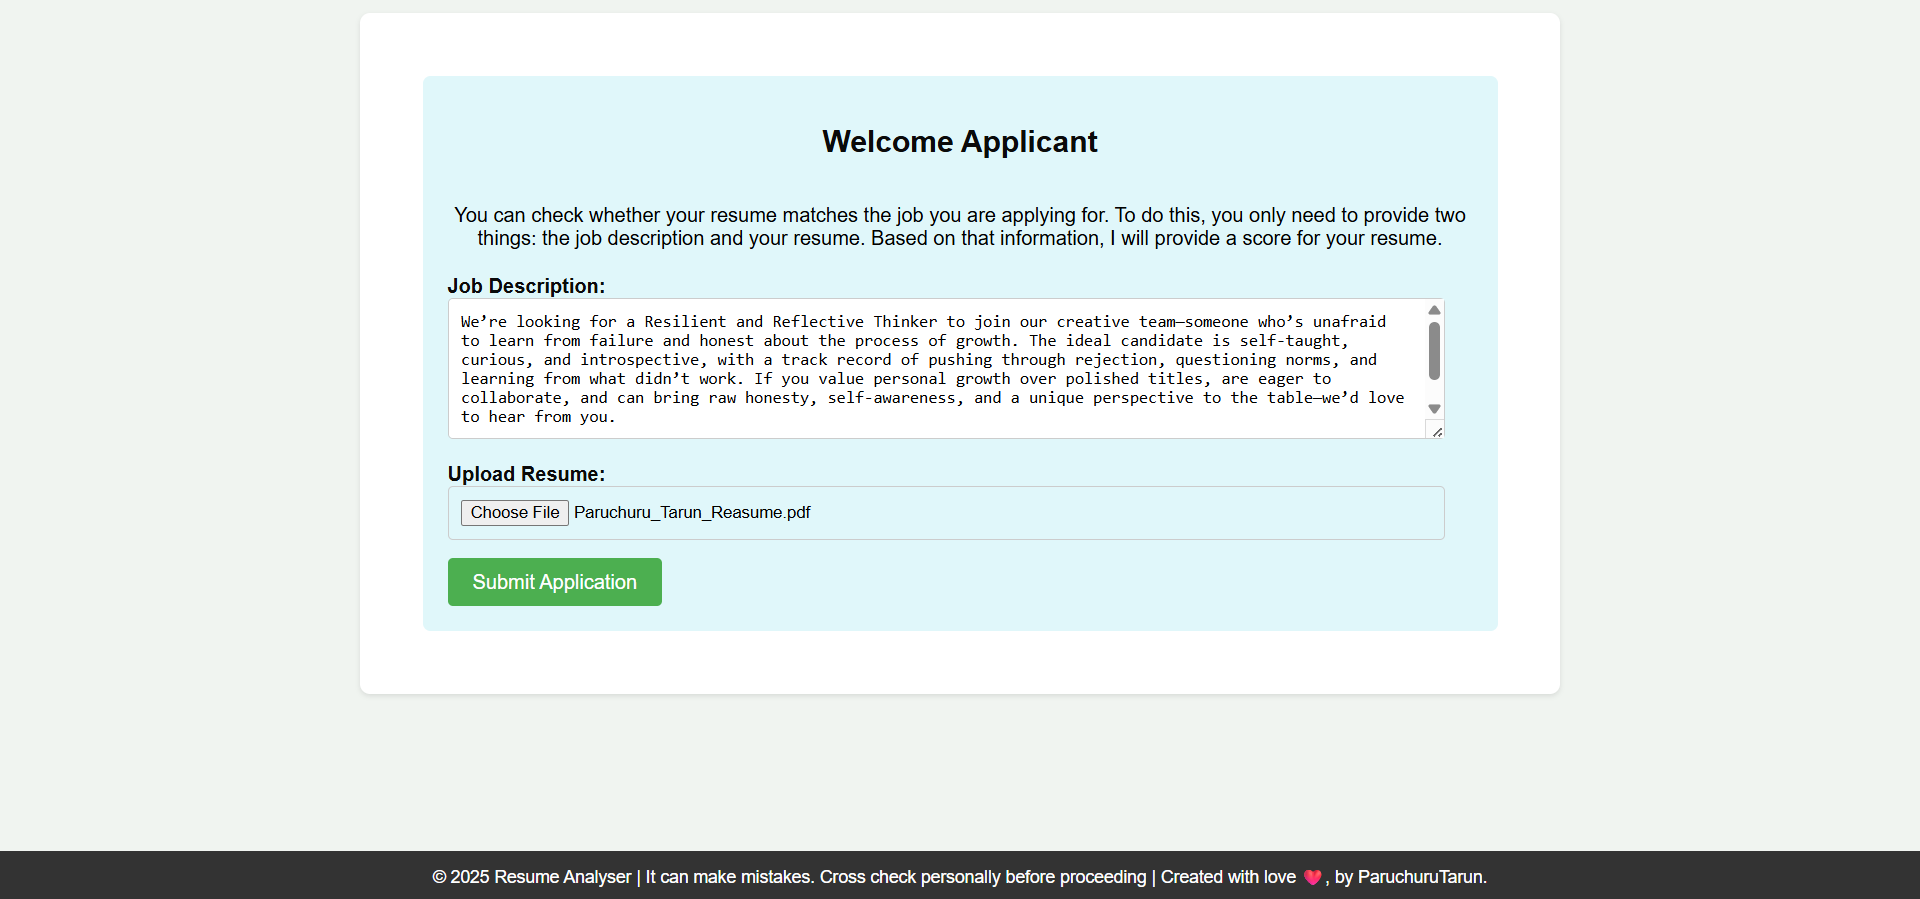 Welcome Applicant
You can check whether your resume matches the job you are applying for. To do this, you only need to provide two
things: the job description and your resume. Based on that information, I will provide a score for your resume.
Job Description:
We’re looking for a Resilient and Reflective Thinker to join our creative team—someone who’s unafraid
to learn from failure and honest about the process of growth. The ideal candidate is self-taught,
curious, and introspective, with a track record of pushing through rejection, questioning norms, and
learning from what didn’t work. If you value personal growth over polished titles, are eager to
collaborate, and can bring raw honesty, self-awareness, and a unique perspective to the table—we’d love
to hear from you.
Upload Resume:
Choose File Paruchuru_Tarun_Reasume.pdf
Submit Application
© 2025 Resume Analyser | It can make mistakes. Cross check personally before proceeding | Created with love 💗, by ParuchuruTarun.